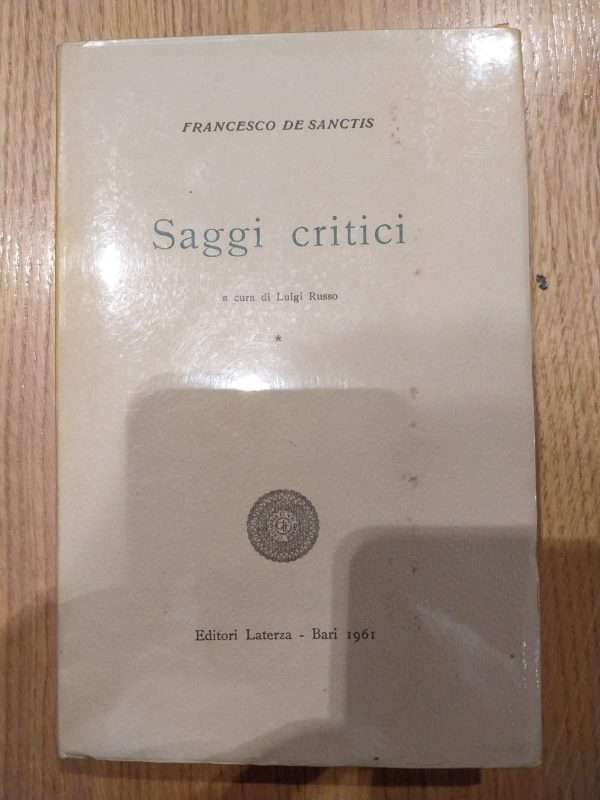 FRANCESCO DE SANCTIS
Saggi critici
a cura di Luigi Russo
*
Editori Laterza - Bari 1961